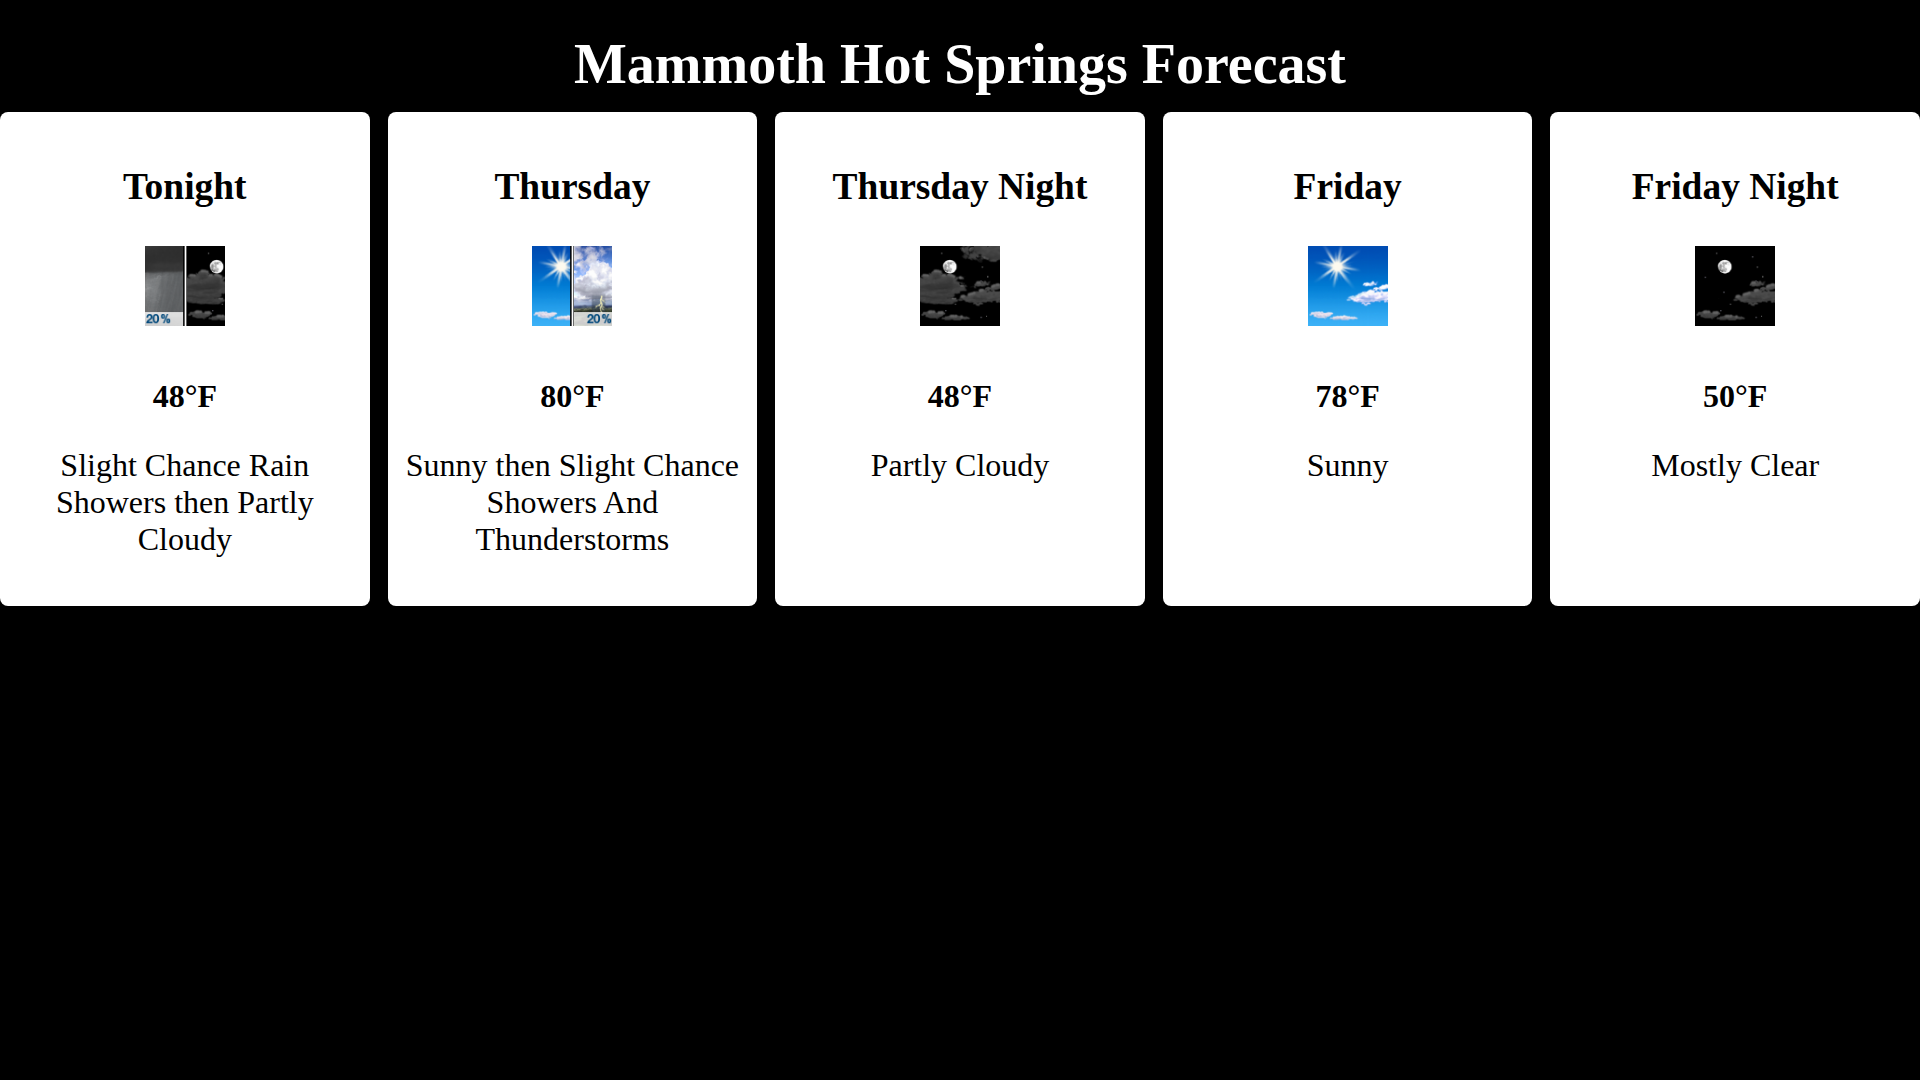 Mammoth Hot Springs Forecast
Tonight
20%
48°F
Slight Chance Rain
Showers then Partly
Cloudy
Thursday
20%
80°F
Sunny then Slight Chance
Showers And
Thunderstorms
Thursday Night
48°F
Partly Cloudy
Friday
78°F
Sunny
Friday Night
50°F
Mostly Clear